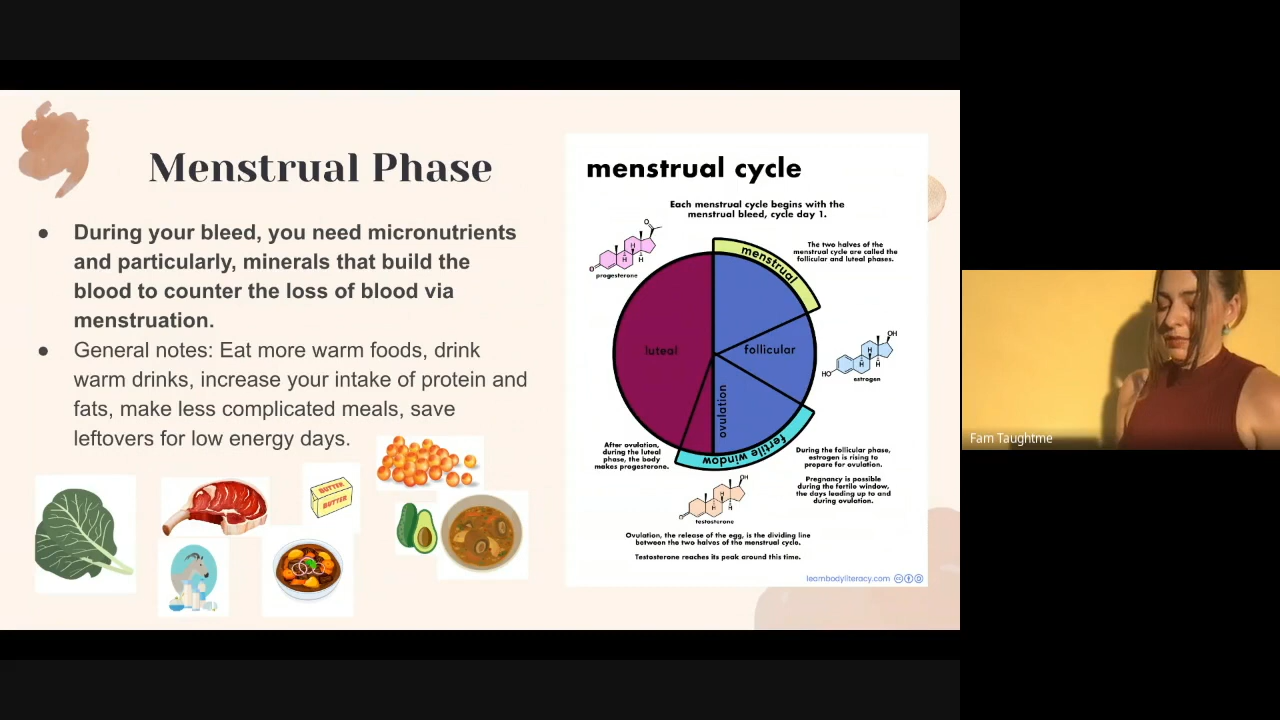 Menstrual Phase
● During your bleed, you need micronutrients
and particularly, minerals that build the
blood to counter the loss of blood via
menstruation.
● General notes: Eat more warm foods, drink
warm drinks, increase your intake of protein and
fats, make less complicated meals, save
leftovers for low energy days.
BUTTER
BUTTER
menstrual cycle
Each menstrual cycle begins with the
menstrual bleed, cycle day 1.
progesterone
O
O
H
H
H
menstrual
The two halves of the
menstrual cycle are called the
follicular and luteal phases.
luteal
follicular
OH
H
H
H
HO
estrogen
ovulation
fertile window
After ovulation,
during the luteal
phase, the body
makes progesterone.
During the follicular phase,
estrogen is rising to
prepare for ovulation.
Pregnancy is possible
during the fertile window,
the days leading up to and
during ovulation.
OH
H
H
H
O
testosterone
Ovulation, the release of the egg, is the dividing line
between the two halves of the menstrual cycle.
Testosterone reaches its peak around this time.
learnbodyliteracy.com
Fam Taughtme